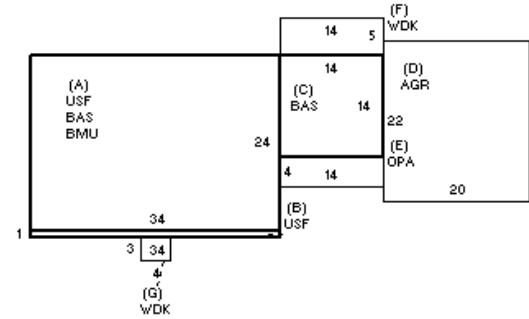 (F)
WDK
14
5
14
(A)
USF
BAS
BMU
(C)
BAS
(D)
AGR
14
22
24
(E)
OPA
4
14
20
34
(B)
USF
1
3
34
4
(G)
WDK